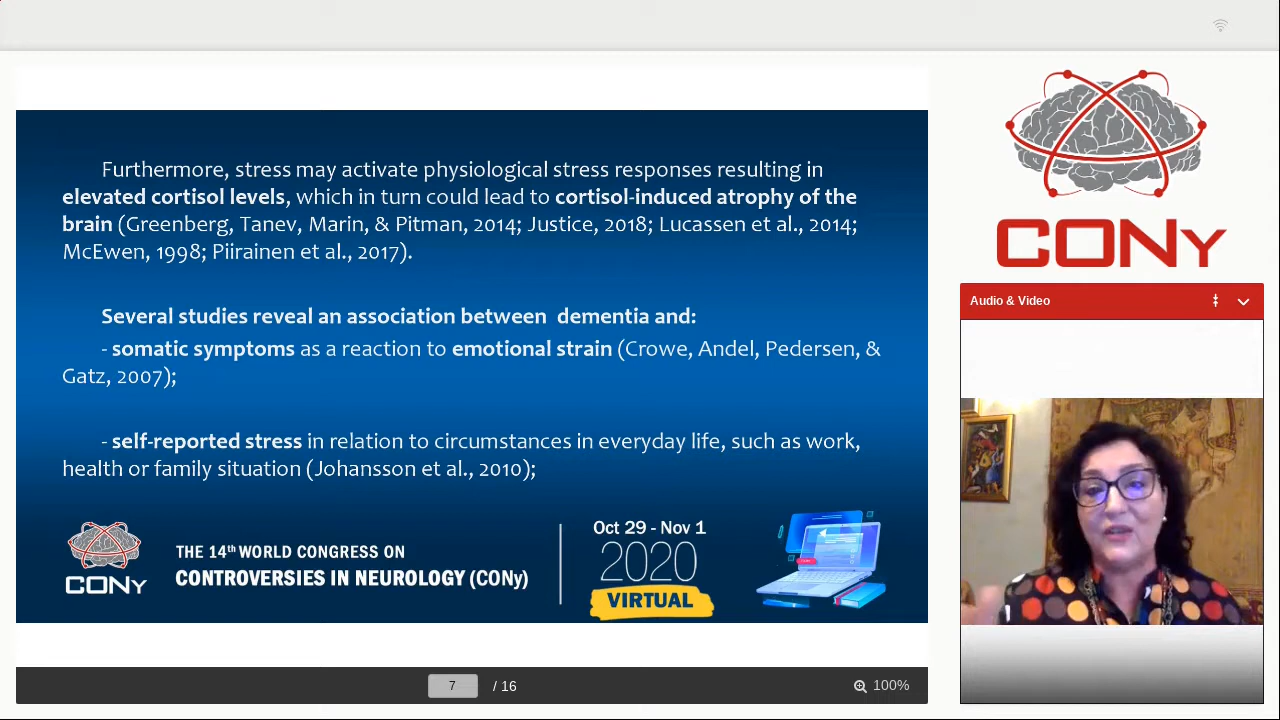 Furthermore, stress may activate physiological stress responses resulting in
elevated cortisol levels, which in turn could lead to cortisol-induced atrophy of the
brain (Greenberg, Tanev, Marin, & Pitman, 2014; Justice, 2018; Lucassen et al., 2014;
McEwen, 1998; Piirainen et al., 2017).
Several studies reveal an association between dementia and:
- somatic symptoms as a reaction to emotional strain (Crowe, Andel, Pedersen, &
Gatz, 2007);
- self-reported stress in relation to circumstances in everyday life, such as work,
health or family situation (Johansson et al., 2010);
CONy
THE 14th WORLD CONGRESS ON
CONTROVERSIES IN NEUROLOGY (CONy)
Oct 29 - Nov 1
2020
VIRTUAL
7 / 16
100%
CONy
Audio & Video